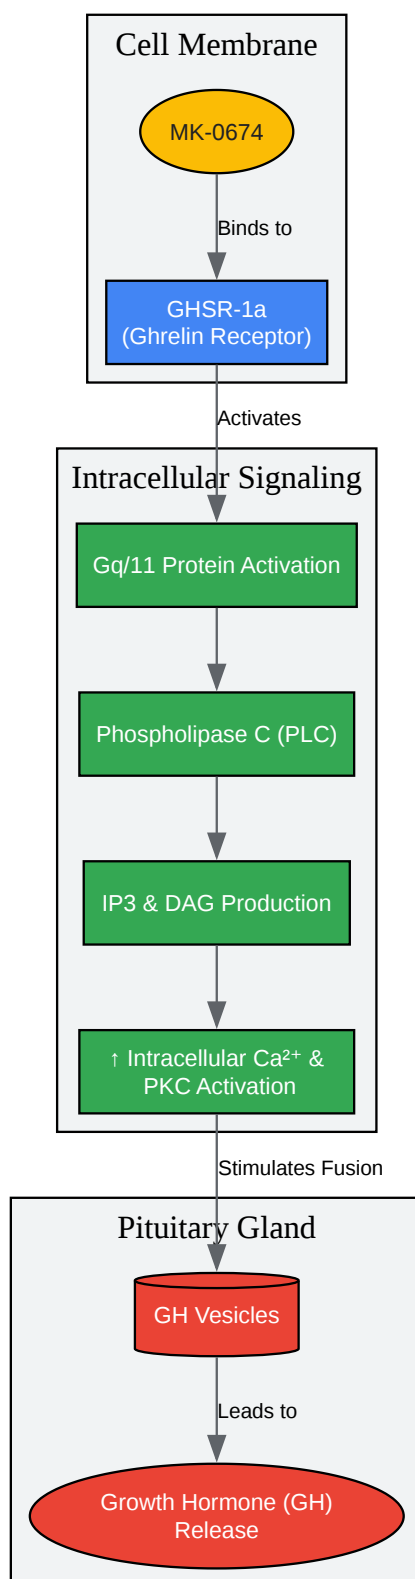 Cell Membrane
MK-0674
Binds to
GHSR-1a
(Ghrelin Receptor)
Activates
Intracellular Signaling
Gq/11 Protein Activation
Phospholipase C (PLC)
IP3 & DAG Production
↑ Intracellular Ca²⁺ &
PKC Activation
Stimulates Fusion
Pituitary Gland
GH Vesicles
Leads to
Growth Hormone (GH)
Release